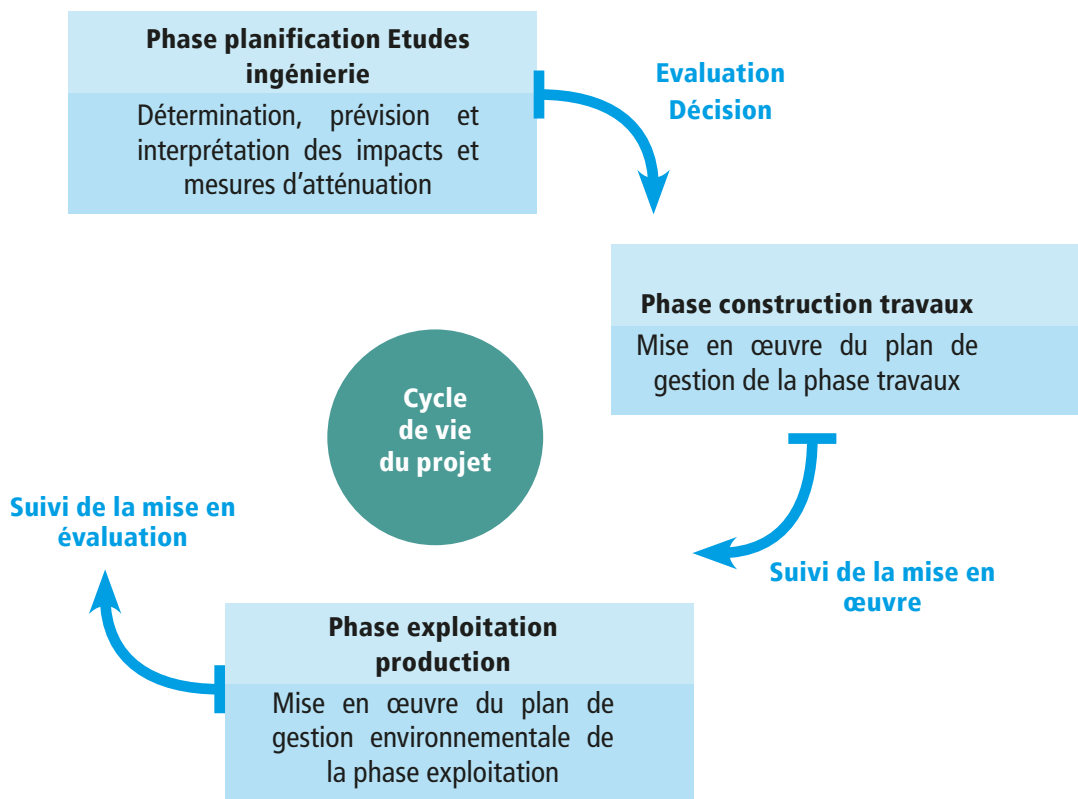 Phase planification Etudes
ingénierie
Détermination, prévision et
interprétation des impacts et
mesures d'atténuation
Evaluation
Décision
Phase construction travaux
Mise en œuvre du plan de
gestion de la phase travaux
Cycle
de vie
du projet
Suivi de la mise en
évaluation
Suivi de la mise en
œuvre
Phase exploitation
production
Mise en œuvre du plan de
gestion environnementale de
la phase exploitation